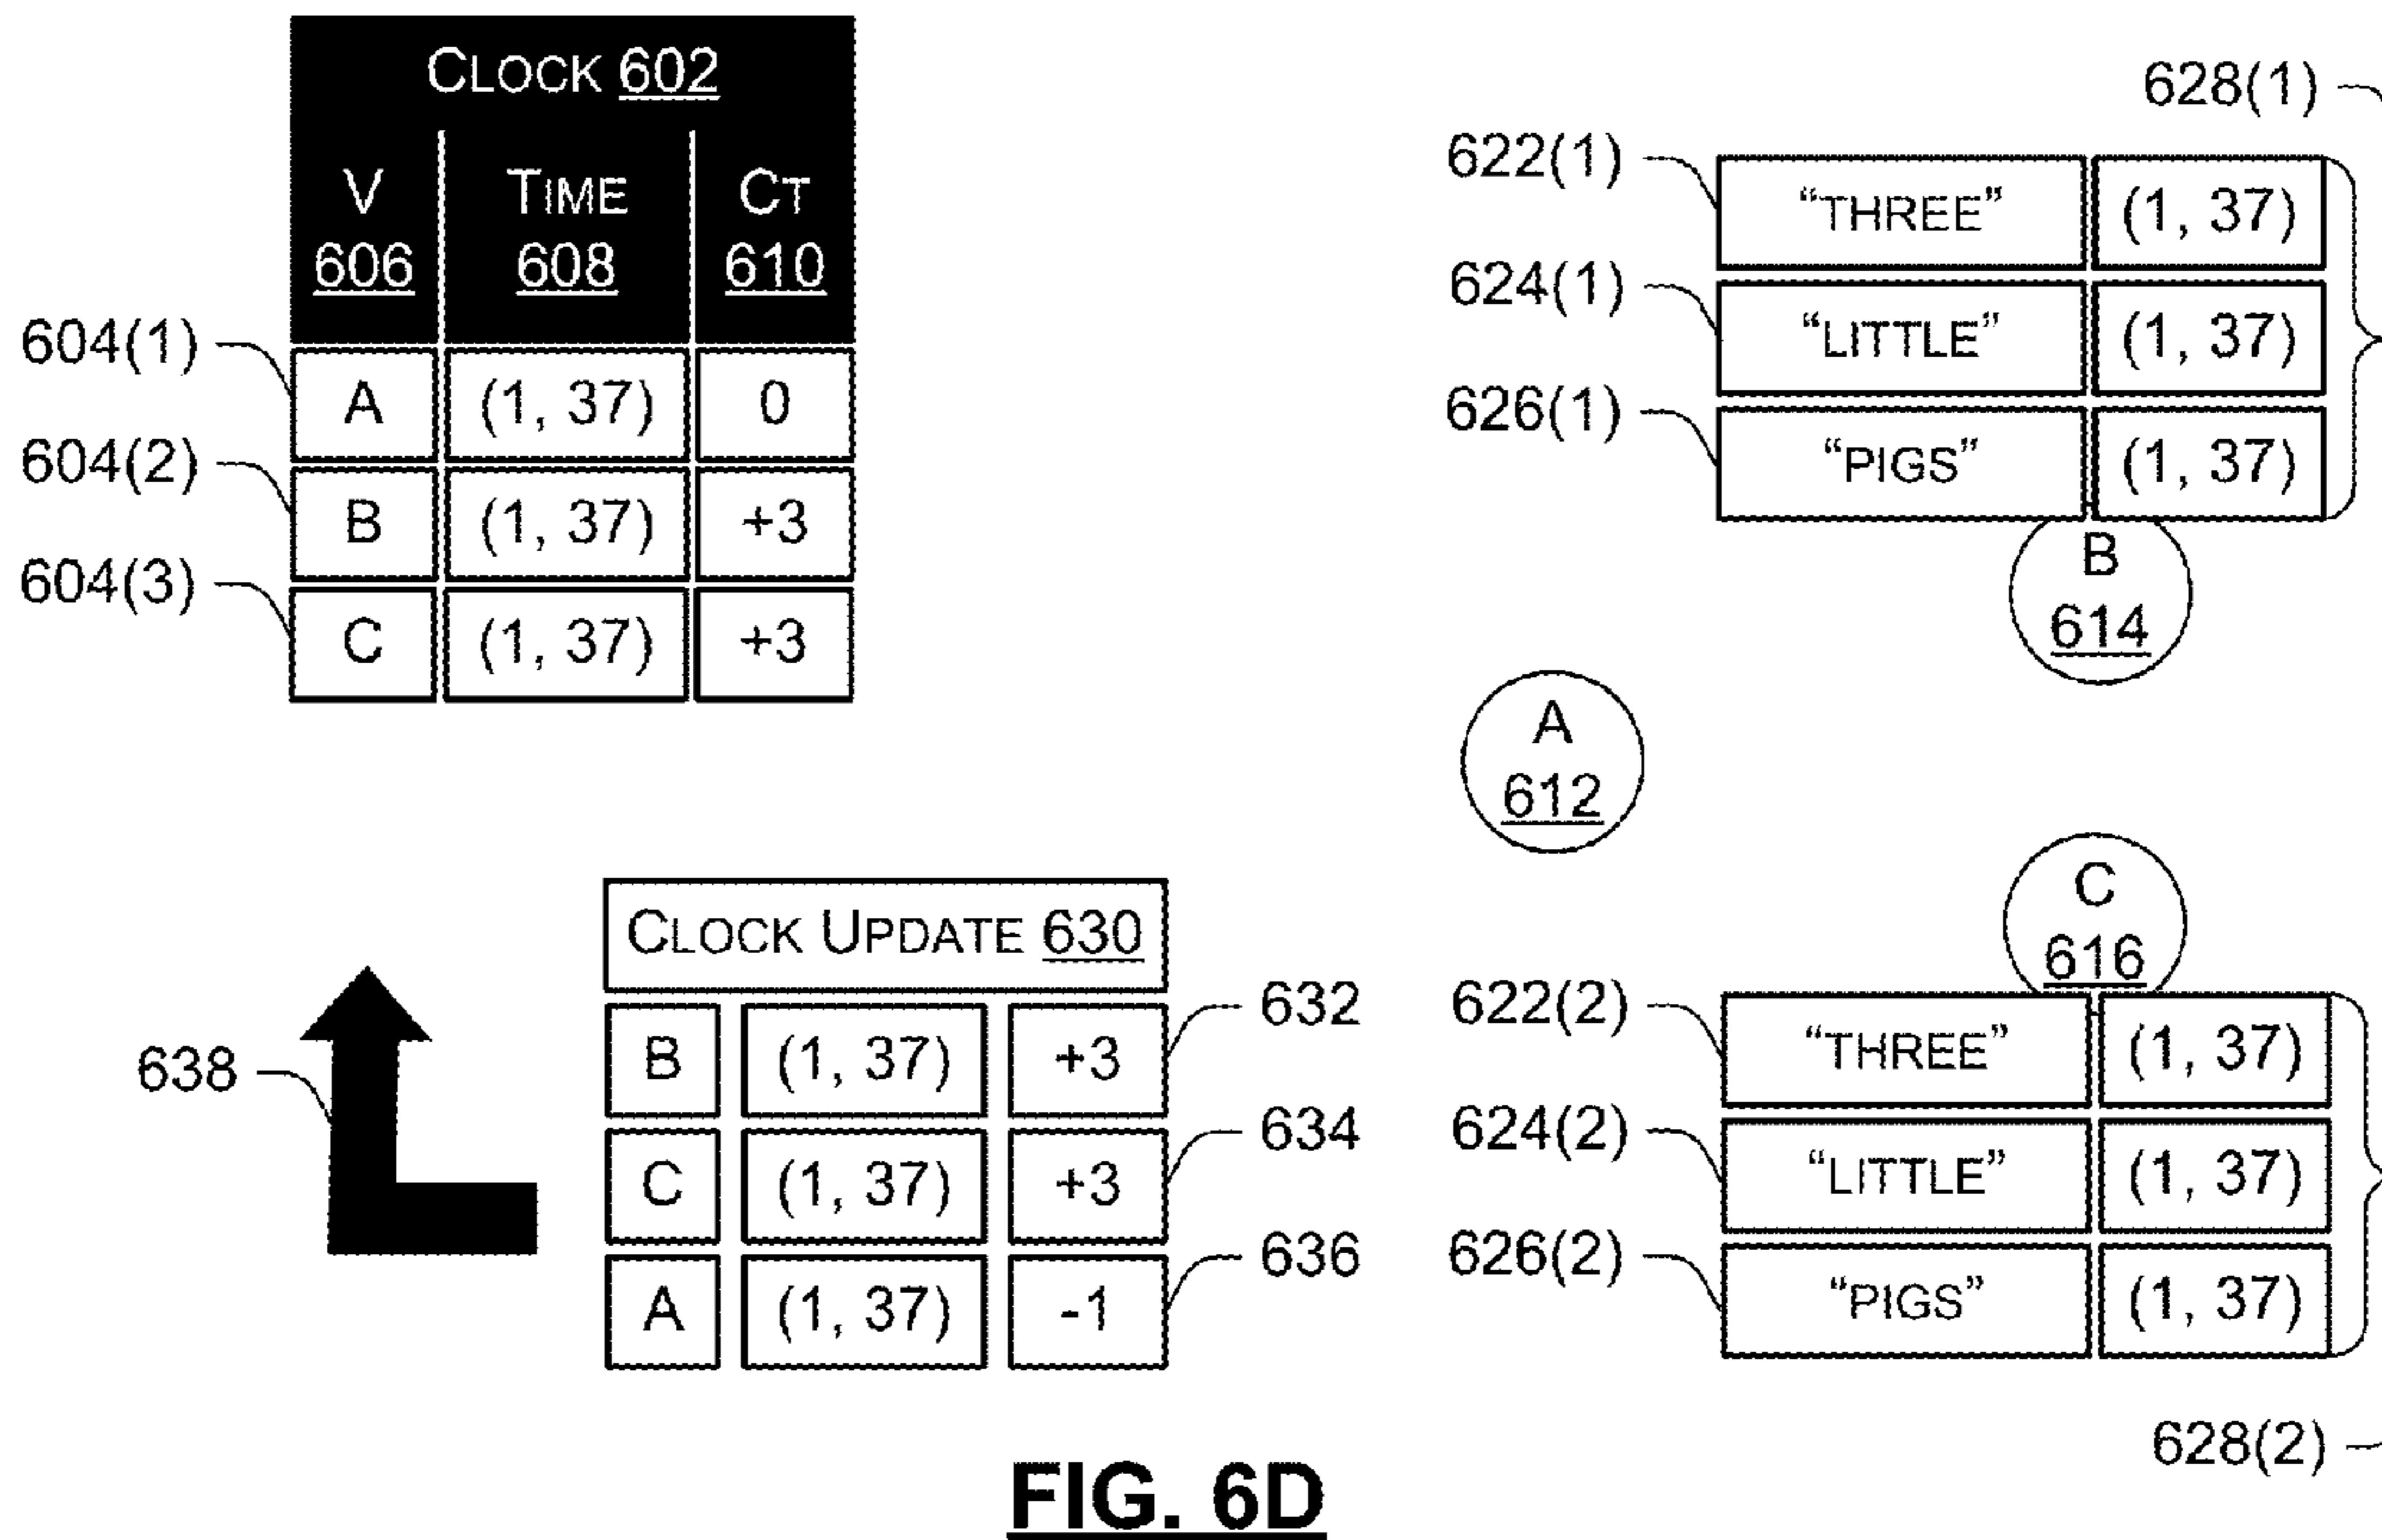 CLOCK 602
V TIME CT
606 608 610
604(1) A (1, 37) 0
604(2) B (1, 37) +3
604(3) C (1, 37) +3
628(1)
622(1) “THREE” (1, 37)
624(1) “LITTLE” (1, 37)
626(1) “PIGS” (1, 37)
B
614
A
612
C
616
CLOCK UPDATE 630
B (1, 37) +3 632
C (1, 37) +3 634
A (1, 37) -1 636
638
622(2) “THREE” (1, 37)
624(2) “LITTLE” (1, 37)
626(2) “PIGS” (1, 37)
628(2)
FIG. 6D